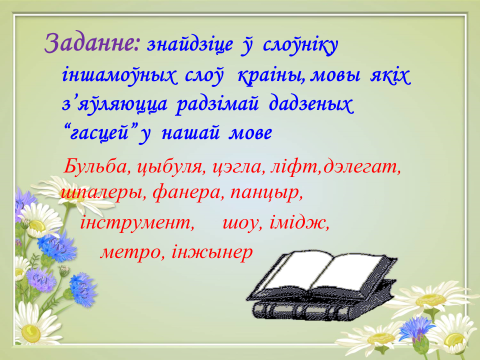 Заданне: знайдзіце ў слоўніку
іншамоўных слоў краіны, мовы якіх
з’яўляюцца радзімай дадзеных
“гасцей” у нашай мове
Бульба, цыбуля, цэгла, ліфт,дэлегат,
шпалеры, фанера, панцыр,
інструмент, шоу, імідж,
метро, інжынер